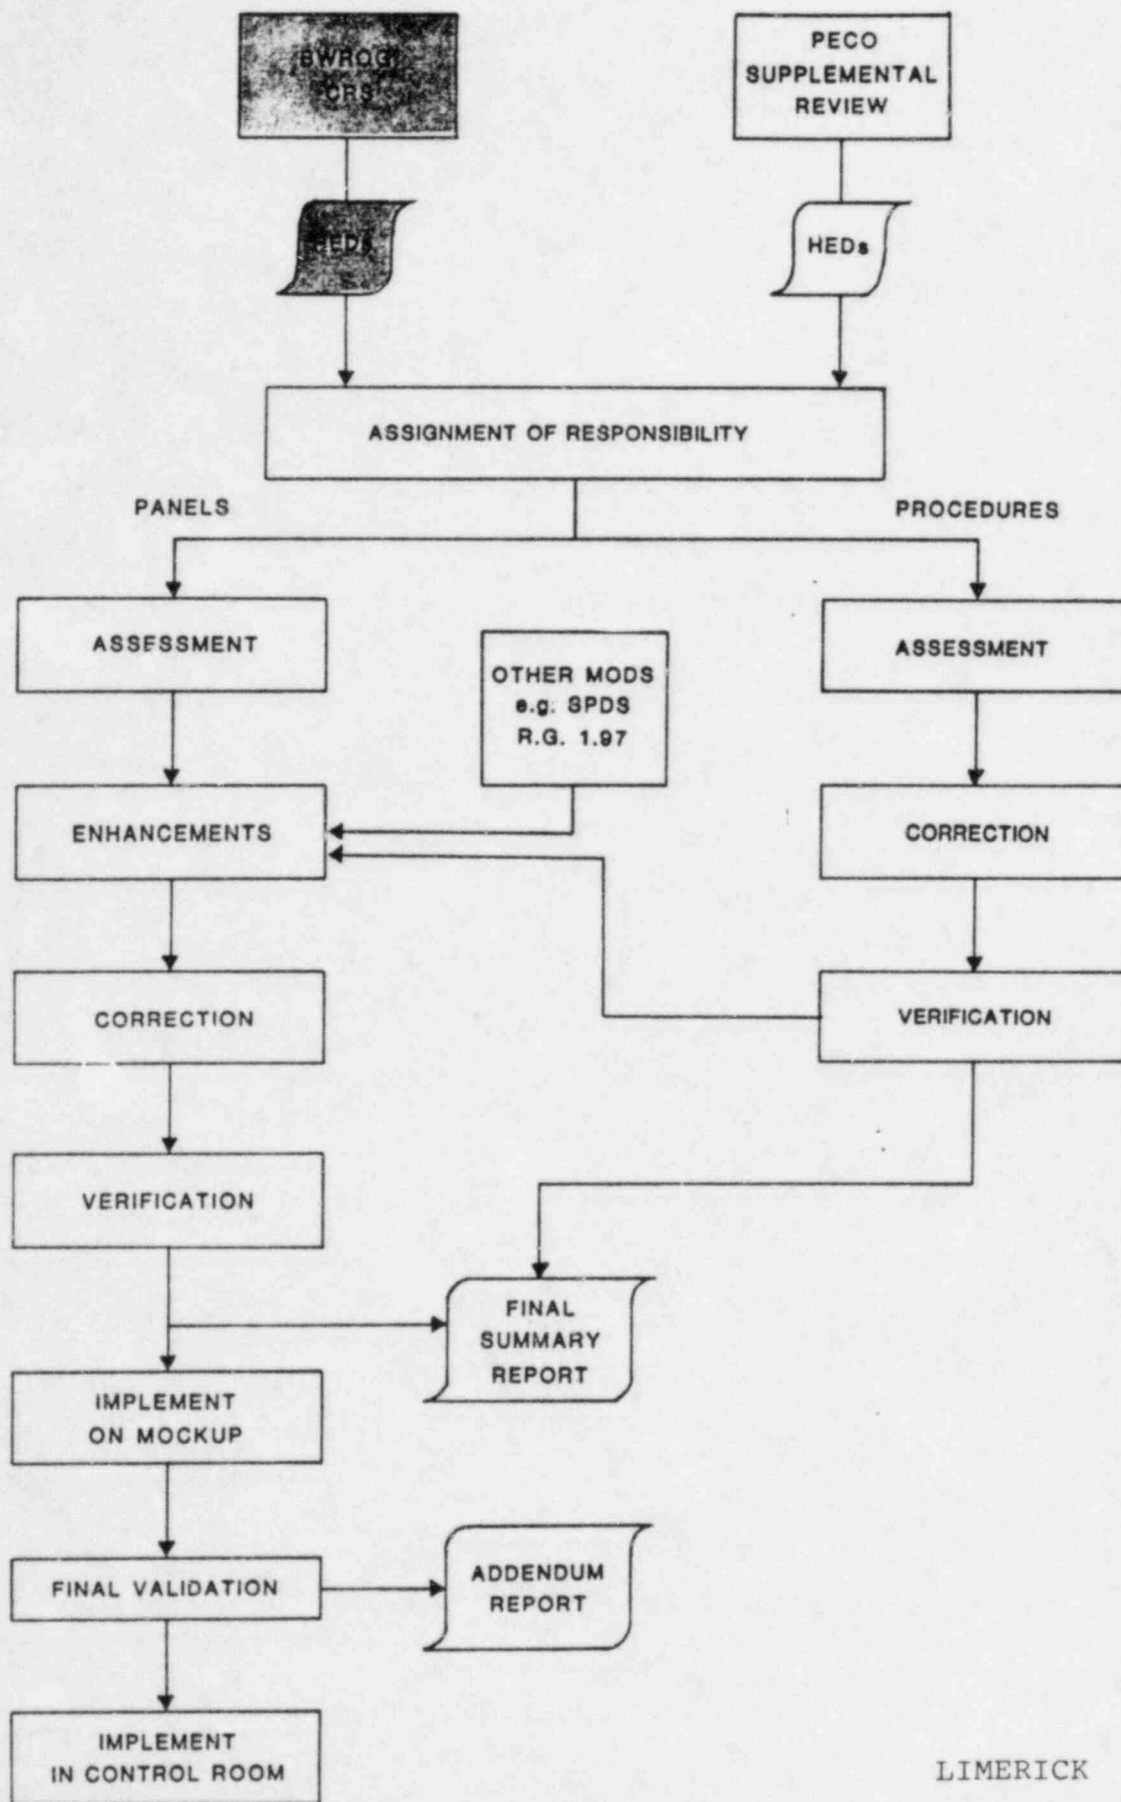 BWROG
CRS
PECO
SUPPLEMENTAL
REVIEW
HEDs
HEDs
ASSIGNMENT OF RESPONSIBILITY
PANELS
PROCEDURES
ASSESSMENT
OTHER MODS
e.g. SPDS
R.G. 1.97
ASSESSMENT
ENHANCEMENTS
CORRECTION
CORRECTION
VERIFICATION
VERIFICATION
FINAL
SUMMARY
REPORT
IMPLEMENT
ON MOCKUP
FINAL VALIDATION
ADDENDUM
REPORT
IMPLEMENT
IN CONTROL ROOM
LIMERICK